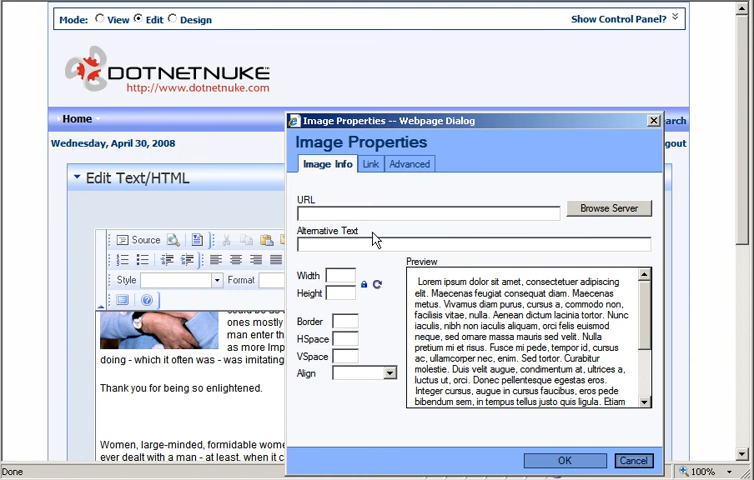 Mode: View Edit Design
Show Control Panel?
DOTNETNUKE
http://www.dotnetnuke.com
Home
arch
Wednesday, April 30, 2008
gout
Edit Text/HTML
Source
Style
Format
could be as
ones mostly
man enter th
as more Imp
doing - which it often was - was imitating
Thank you for being so enlightened.
Women, large-minded, formidable wome
ever dealt with a man - at least, when it c
Image Properties -- Webpage Dialog
Image Properties
Image Info Link Advanced
URL
Browse Server
Alternative Text
Width
Height
Border
HSpace
VSpace
Align
Preview
Lorem ipsum dolor sit amet, consectetuer adipiscing
elit. Maecenas feugiat consequat diam. Maecenas
metus. Vivamus diam purus, cursus a, commodo non,
facilisis vitae, nulla. Aenean dictum lacinia tortor. Nunc
iaculis, nibh non iaculis aliquam, orci felis euismod
neque, sed ornare massa mauris sed velit. Nulla
pretium mi et risus. Fusce mi pede, tempor id, cursus
ac, ullamcorper nec, enim. Sed tortor. Curabitur
molestie. Duis velit augue, condimentum at, ultrices a,
luctus ut, orci. Donec pellentesque egestas eros.
Integer cursus, augue in cursus faucibus, eros pede
bibendum sem, in tempus tellus justo quis ligula. Etiam
OK
Cancel
Done
100%